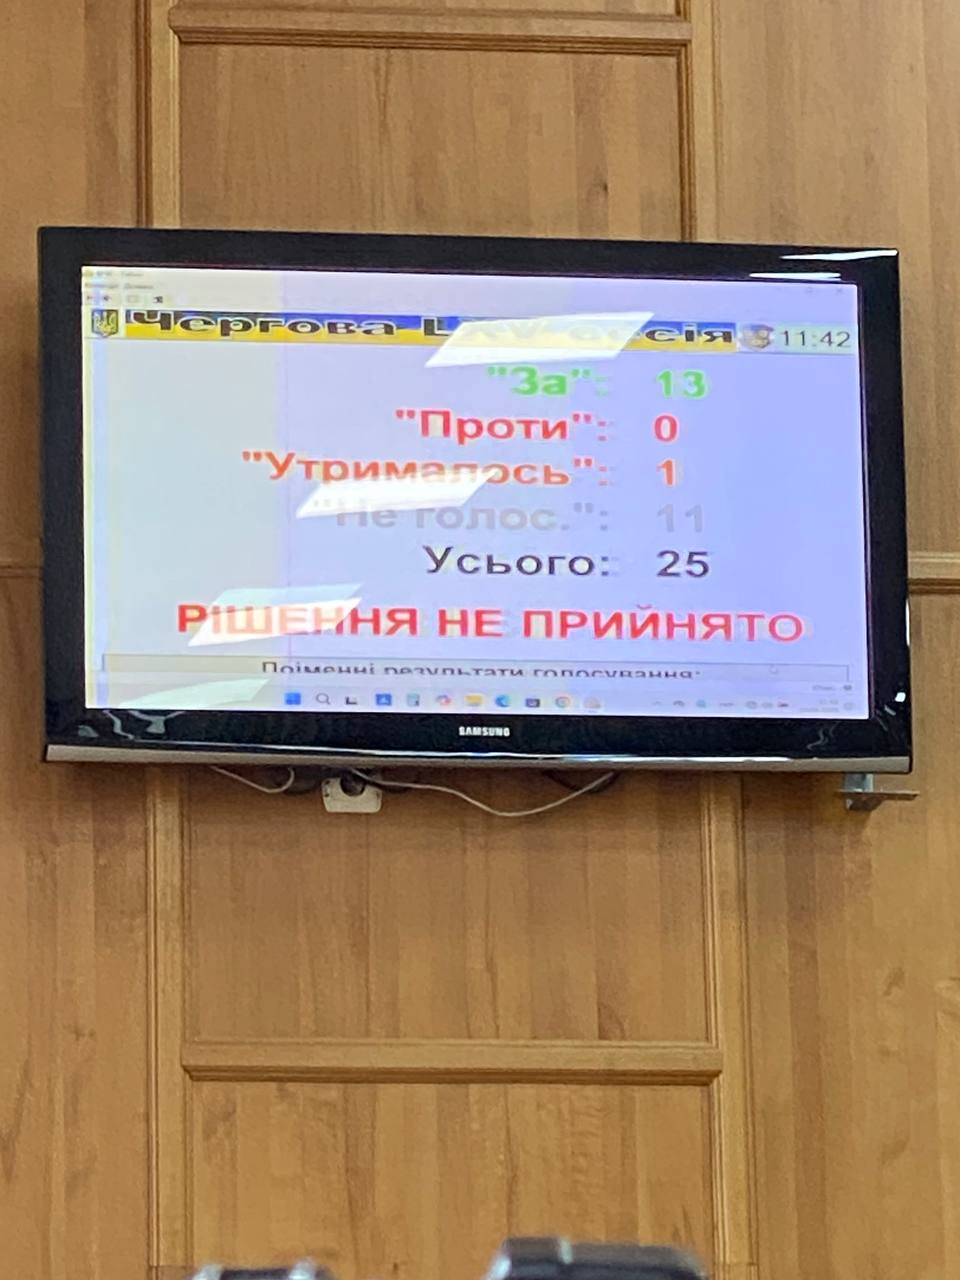 Чергова сесія 11:42
"За": 13
"Проти": 0
"Утрималось": 1
"Не голос.": 11
Усього: 25
РІШЕННЯ НЕ ПРИЙНЯТО
Поіменні результати голосування:
SAMSUNG